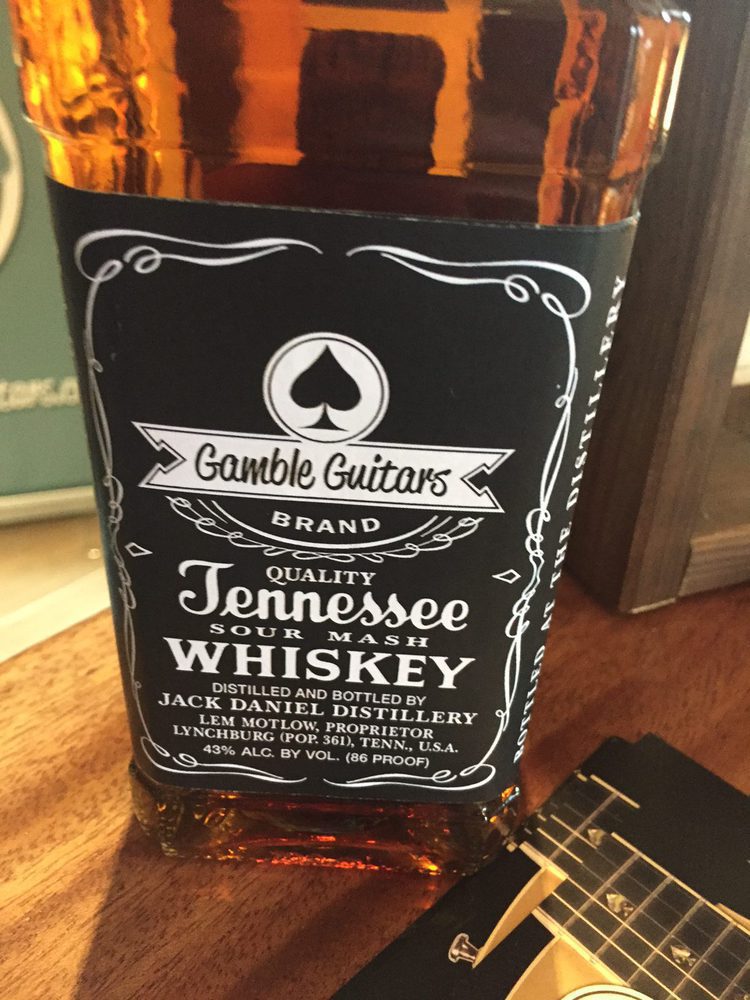 Gamble Guitars
BRAND
QUALITY
Tennessee
SOUR MASH
WHISKEY
DISTILLED AND BOTTLED BY
JACK DANIEL DISTILLERY
LEM MOTLOW, PROPRIETOR
LYNCHBURG (POP. 361), TENN., U.S.A.
43% ALC. BY VOL. (86 PROOF)
BOTTLED AT THE DISTILLERY